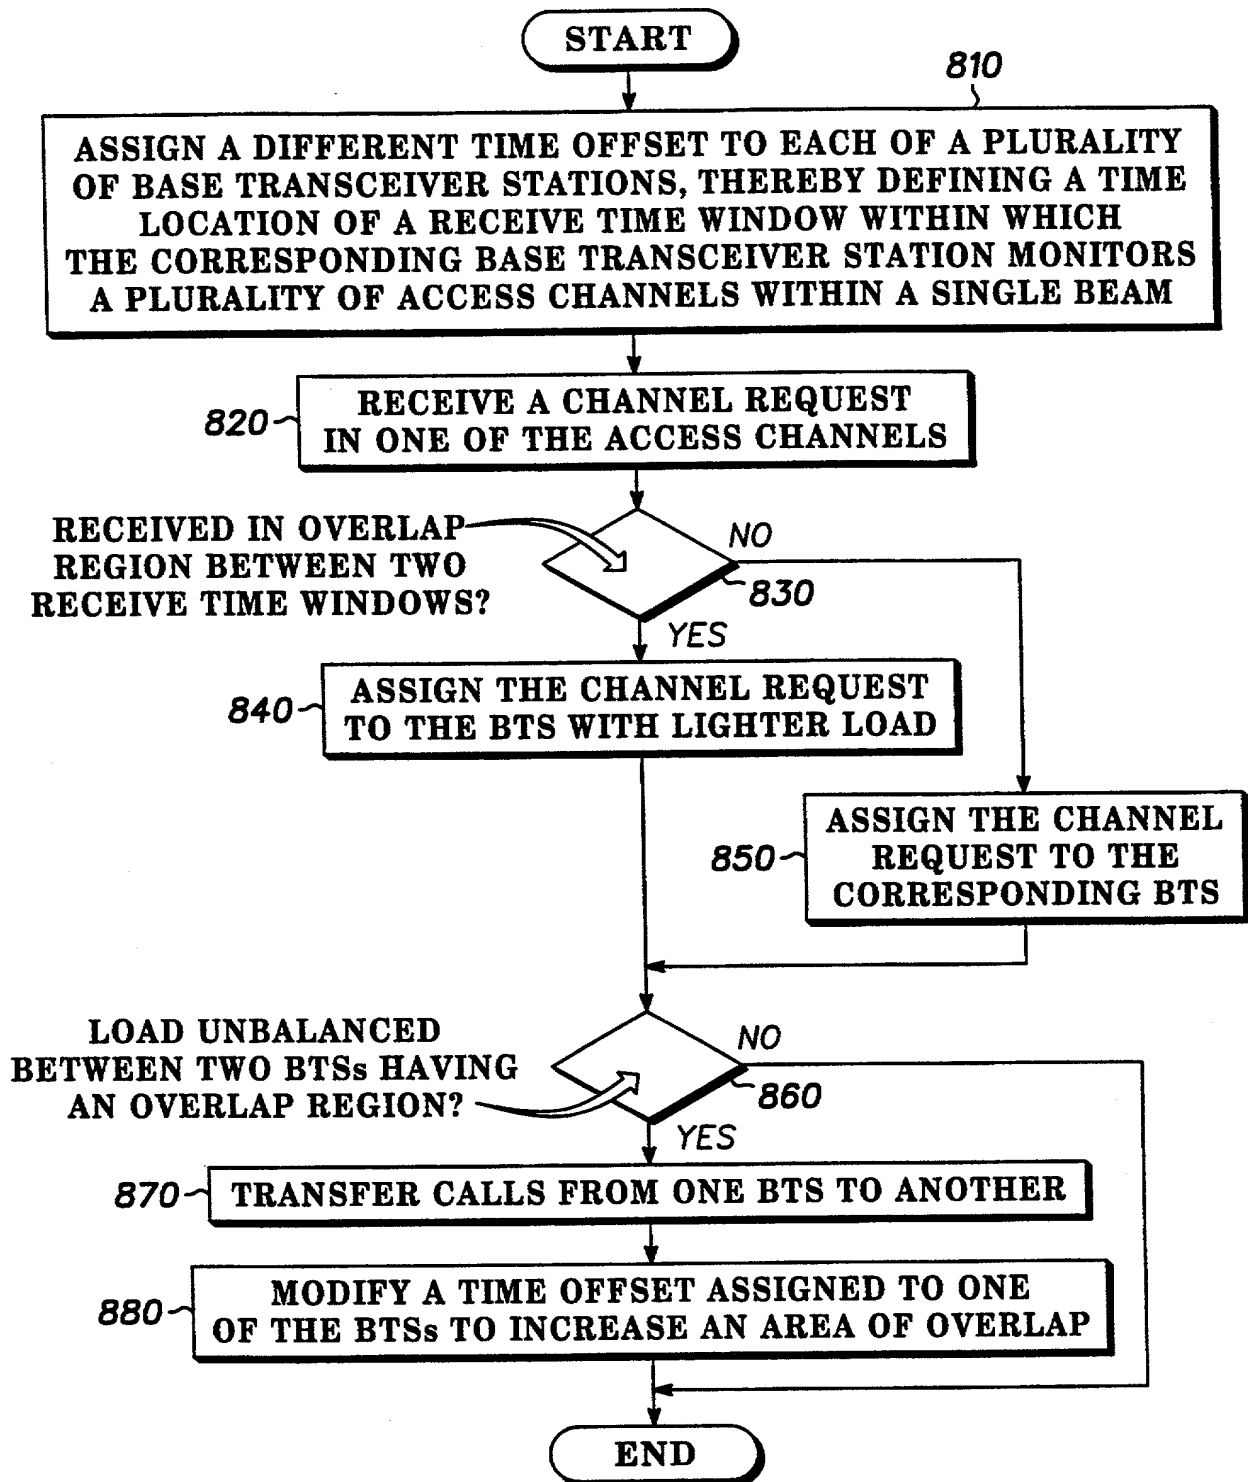 START
810
ASSIGN A DIFFERENT TIME OFFSET TO EACH OF A PLURALITY
OF BASE TRANSCEIVER STATIONS, THEREBY DEFINING A TIME
LOCATION OF A RECEIVE TIME WINDOW WITHIN WHICH
THE CORRESPONDING BASE TRANSCEIVER STATION MONITORS
A PLURALITY OF ACCESS CHANNELS WITHIN A SINGLE BEAM
820
RECEIVE A CHANNEL REQUEST
IN ONE OF THE ACCESS CHANNELS
RECEIVED IN OVERLAP
REGION BETWEEN TWO
RECEIVE TIME WINDOWS?
NO
830
YES
840
ASSIGN THE CHANNEL REQUEST
TO THE BTS WITH LIGHTER LOAD
850
ASSIGN THE CHANNEL
REQUEST TO THE
CORRESPONDING BTS
LOAD UNBALANCED
BETWEEN TWO BTSs HAVING
AN OVERLAP REGION?
NO
860
YES
870
TRANSFER CALLS FROM ONE BTS TO ANOTHER
880
MODIFY A TIME OFFSET ASSIGNED TO ONE
OF THE BTSs TO INCREASE AN AREA OF OVERLAP
END